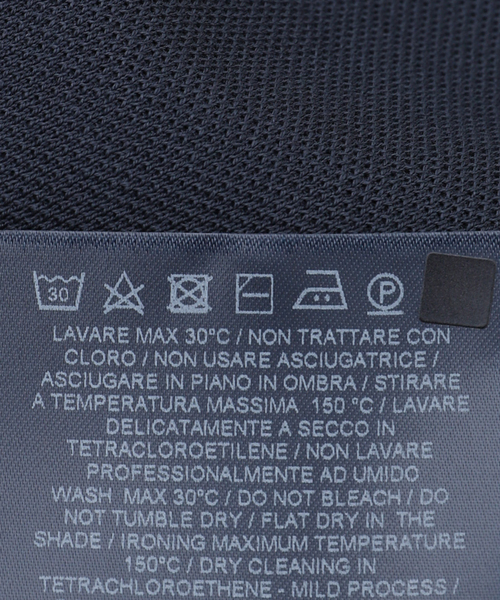 30
P
LAVARE MAX 30°C / NON TRATTARE CON
CLORO / NON USARE ASCIUGATRICE /
ASCIUGARE IN PIANO IN OMBRA / STIRARE
A TEMPERATURA MASSIMA 150 °C / LAVARE
DELICATAMENTE A SECCO IN
TETRACLOROETILENE / NON LAVARE
PROFESSIONALMENTE AD UMIDO
WASH MAX 30°C / DO NOT BLEACH / DO
NOT TUMBLE DRY / FLAT DRY IN THE
SHADE / IRONING MAXIMUM TEMPERATURE
150°C / DRY CLEANING IN
TETRACHLOROETHENE - MILD PROCESS /